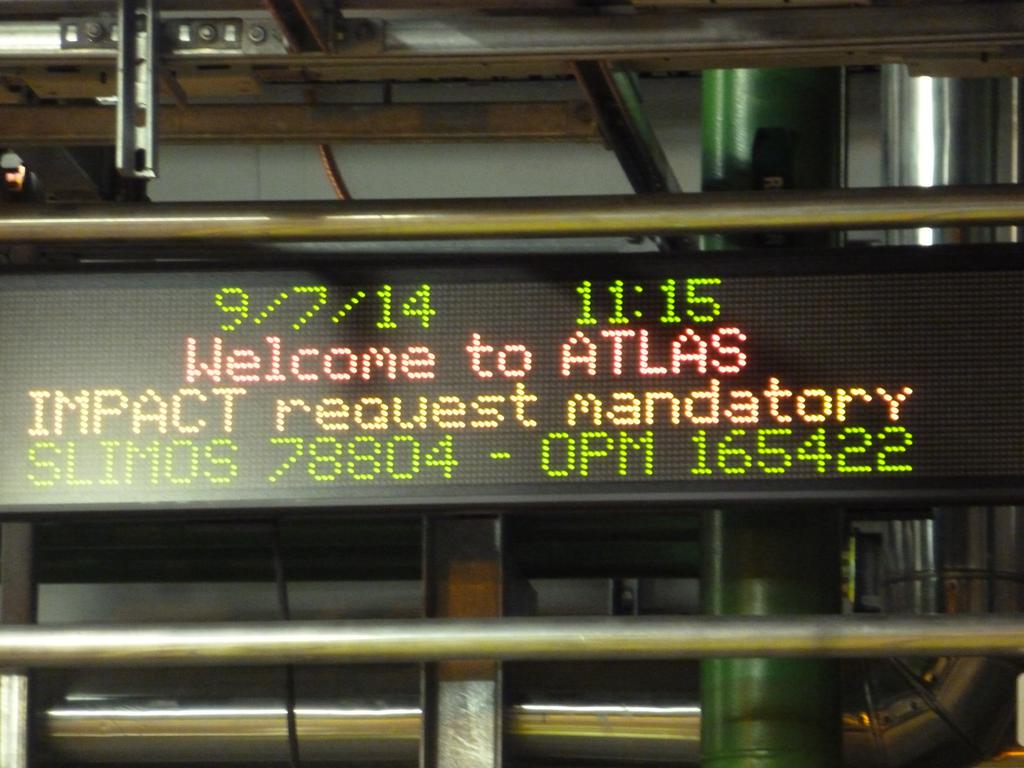 9/7/14 11:15
Welcome to ATLAS
IMPACT request mandatory
SLIMOS 78804 - OPM 165422